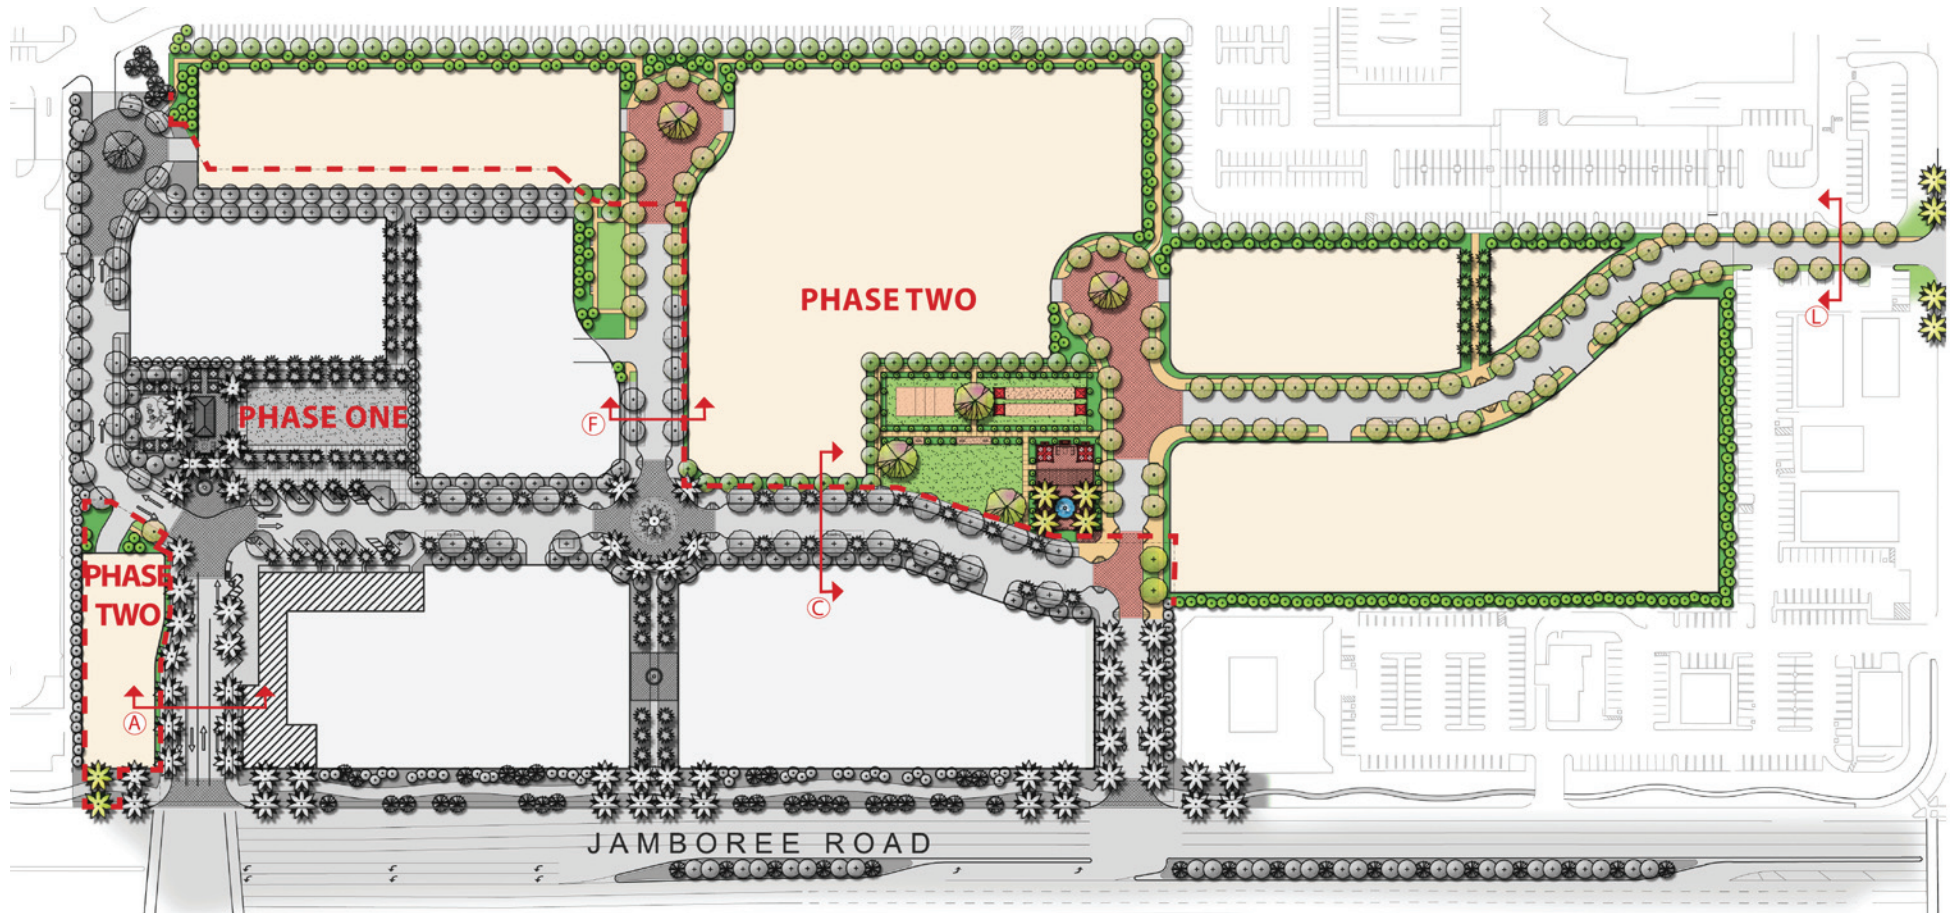 PHASE TWO
L
PHASE ONE
F
C
PHASE
TWO
A
JAMBOREE ROAD